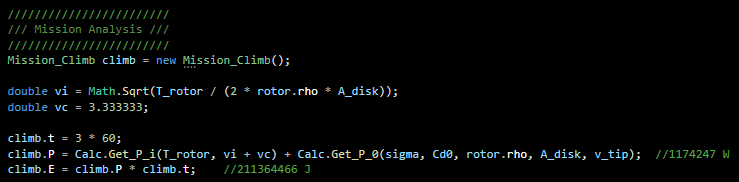 ////////////////////////
/// Mission Analysis ///
////////////////////////
Mission_Climb climb = new Mission_Climb();
double vi = Math.Sqrt(T_rotor / (2 * rotor.rho * A_disk));
double vc = 3.333333;
climb.t = 3 * 60;
climb.P = Calc.Get_P_i(T_rotor, vi + vc) + Calc.Get_P_0(sigma, Cd0, rotor.rho, A_disk, v_tip);  //1174247 W
climb.E = climb.P * climb.t;    //211364466 J